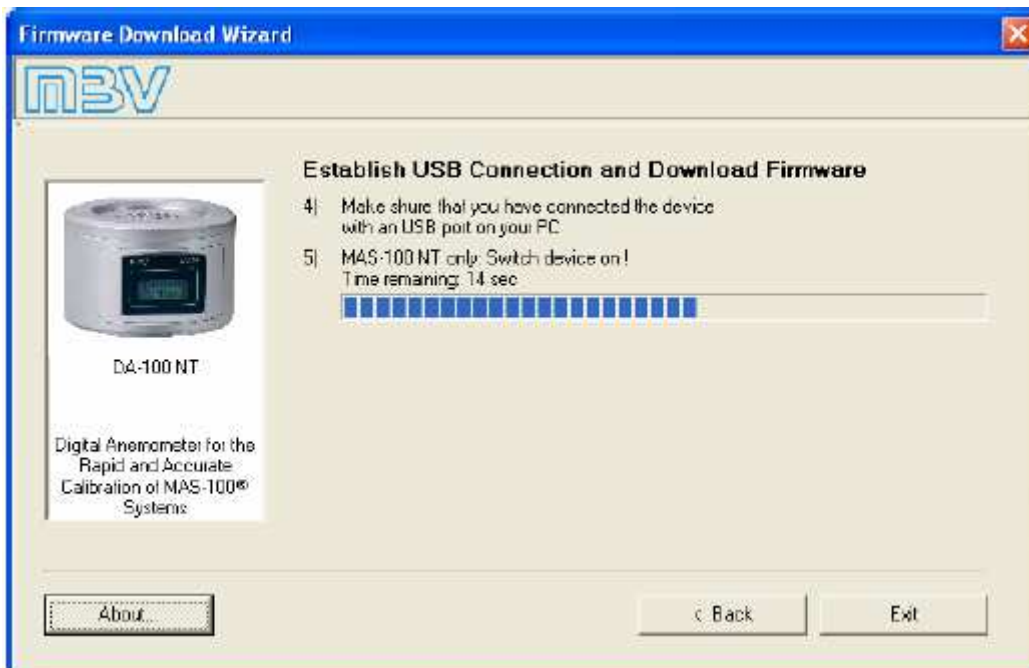 Firmware Download Wizard
MBV
Establish USB Connection and Download Firmware
4) Make shure that you have connected the device
with an USB port on your PC
5) MAS-100 NT only: Switch device on !
Time remaining: 14 sec
DA-100 NT
Digital Anemometer for the
Rapid and Accurate
Calibration of MAS-100®
Systems
About...
< Back
Exit